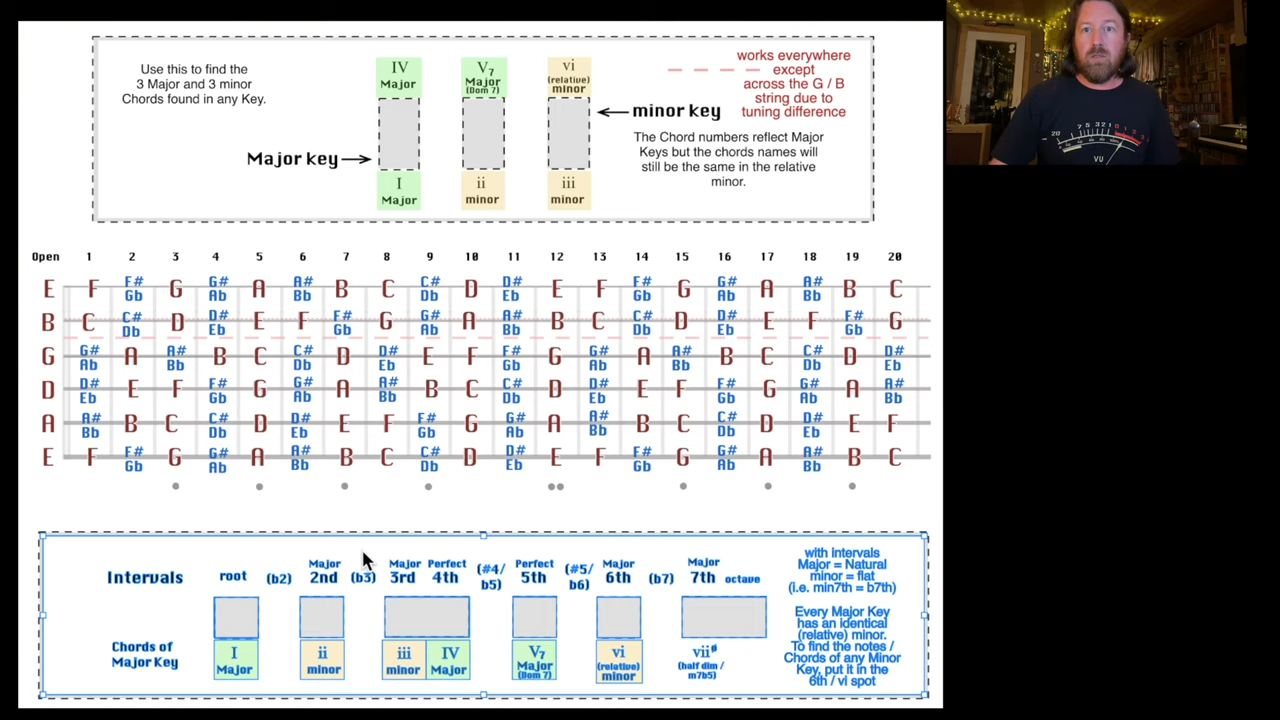 Use this to find the
3 Major and 3 minor
Chords found in any Key.
IV
Major
V7
Major
(Dom 7)
vi
(relative)
minor
works everywhere
except
across the G / B
string due to
tuning difference
minor key
Major key
The Chord numbers reflect Major
Keys but the chords names will
still be the same in the relative
minor.
I
Major
ii
minor
iii
minor
Open 1 2 3 4 5 6 7 8 9 10 11 12 13 14 15 16 17 18 19 20
E F F# Gb G G# Ab A A# Bb B C C# Db D D# Eb E F F# Gb G G# Ab A A# Bb B C
B C C# Db D D# Eb E F F# Gb G G# Ab A A# Bb B C C# Db D D# Eb E F F# Gb G
G G# Ab A A# Bb B C C# Db D D# Eb E F F# Gb G G# Ab A A# Bb B C C# Db D D# Eb
D D# Eb E F F# Gb G G# Ab A A# Bb B C C# Db D D# Eb E F F# Gb G G# Ab A A# Bb
A A# Bb B C C# Db D D# Eb E F F# Gb G G# Ab A A# Bb B C C# Db D D# Eb E F
E F F# Gb G G# Ab A A# Bb B C C# Db D D# Eb E F F# Gb G G# Ab A A# Bb B C
Intervals root (b2) Major 2nd (b3) Major 3rd Perfect 4th (#4/ b5) Perfect 5th (#5/ b6) Major 6th (b7) Major 7th octave
Chords of
Major Key
I
Major
ii
minor
iii
minor
IV
Major
V7
Major
(Dom 7)
vi
(relative)
minor
viiø
(half dim /
m7b5)
with intervals
Major = Natural
minor = flat
(i.e. min7th = b7th)
Every Major Key
has an identical
(relative) minor.
To find the notes /
Chords of any Minor
Key, put it in the
6th / vi spot
VU